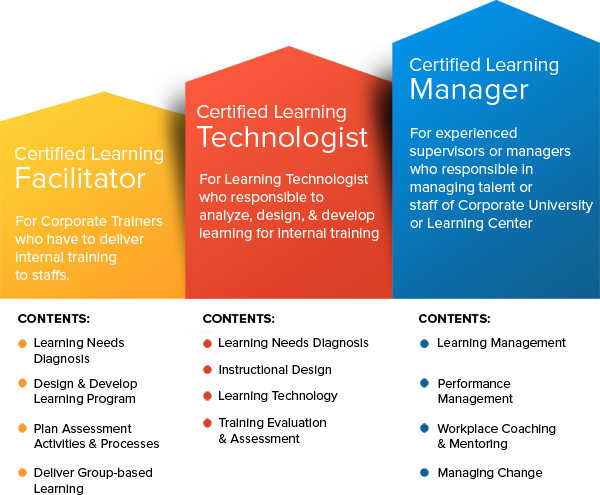 Certified Learning
Facilitator
For Corporate Trainers
who have to deliver
internal training
to staffs.
CONTENTS:
Learning Needs
Diagnosis
Design & Develop
Learning Program
Plan Assessment
Activities & Processes
Deliver Group-based
Learning
Certified Learning
Technologist
For Learning Technologist
who responsible to
analyze, design, & develop
learning for internal training
CONTENTS:
Learning Needs Diagnosis
Instructional Design
Learning Technology
Training Evaluation
& Assessment
Certified Learning
Manager
For experienced
supervisors or managers
who responsible in
managing talent or
staff of Corporate University
or Learning Center
CONTENTS:
Learning Management
Performance
Management
Workplace Coaching
& Mentoring
Managing Change